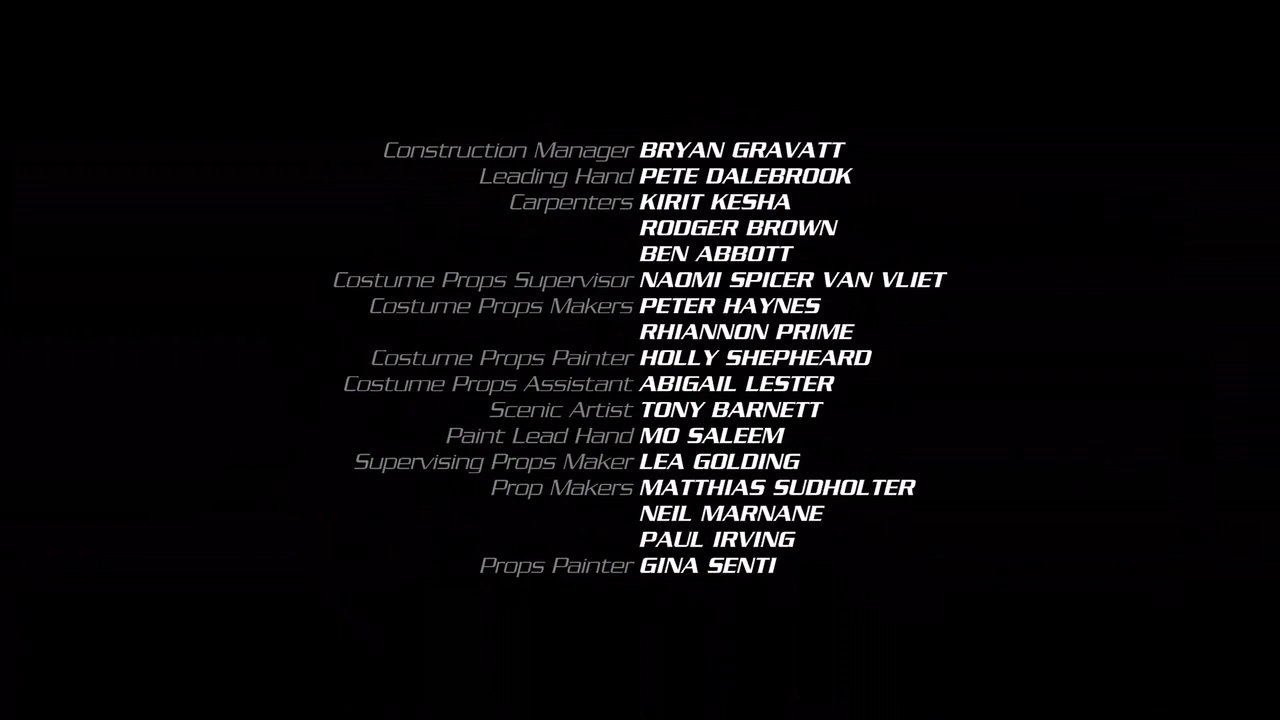 Construction Manager BRYAN GRAVATT
Leading Hand PETE DALEBROOK
Carpenters KIRIT KESHA
RODGER BROWN
BEN ABBOTT
Costume Props Supervisor NAOMI SPICER VAN VLIET
Costume Props Makers PETER HAYNES
RHIANNON PRIME
Costume Props Painter HOLLY SHEPHEARD
Costume Props Assistant ABIGAIL LESTER
Scenic Artist TONY BARNETT
Paint Lead Hand MO SALEEM
Supervising Props Maker LEA GOLDING
Prop Makers MATTHIAS SUDHOLTER
NEIL MARNANE
PAUL IRVING
Props Painter GINA SENTI